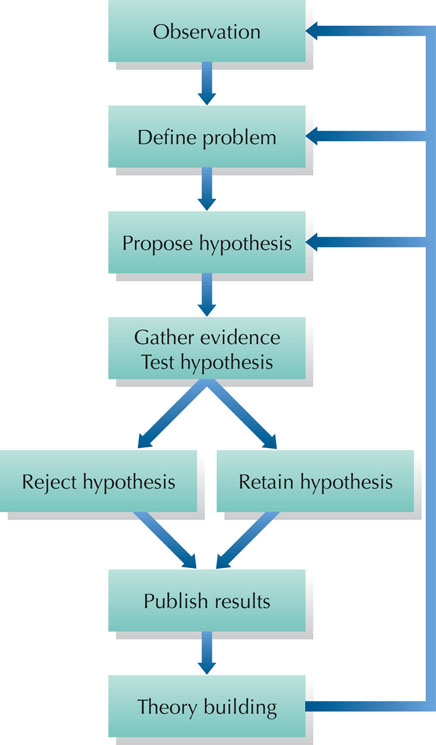 Observation
Define problem
Propose hypothesis
Gather evidence
Test hypothesis
Reject hypothesis
Retain hypothesis
Publish results
Theory building